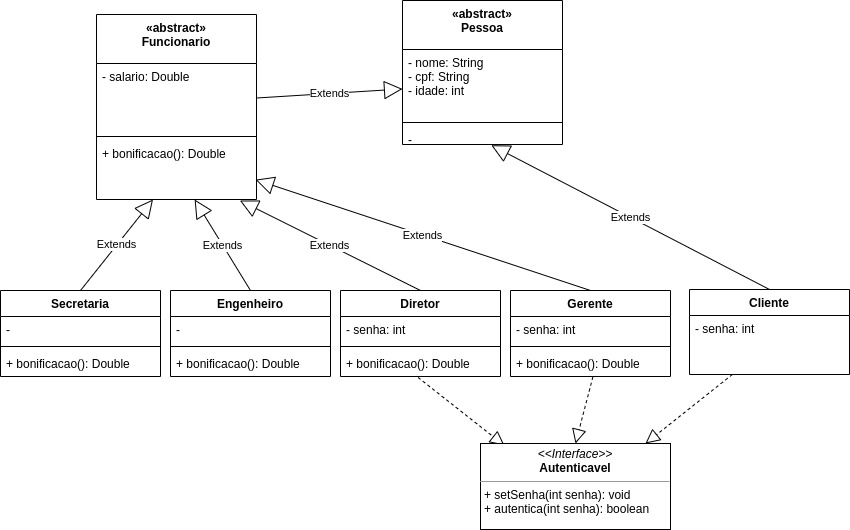 «abstract»
Funcionario
- salario: Double
+ bonificacao(): Double
«abstract»
Pessoa
- nome: String
- cpf: String
- idade: int
-
Extends
Extends
Extends
Extends
Extends
Extends
Secretaria
-
+ bonificacao(): Double
Engenheiro
-
+ bonificacao(): Double
Diretor
- senha: int
+ bonificacao(): Double
Gerente
- senha: int
+ bonificacao(): Double
Cliente
- senha: int
<<Interface>>
Autenticavel
+ setSenha(int senha): void
+ autentica(int senha): boolean